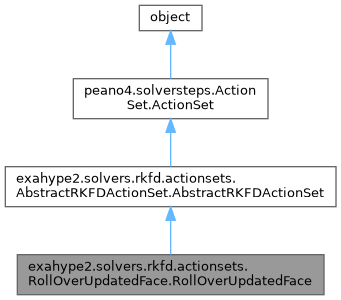 object
peano4.solversteps.Action
Set.ActionSet
exahype2.solvers.rkfd.actionsets.
AbstractRKFDActionSet.AbstractRKFDActionSet
exahype2.solvers.rkfd.actionsets.
RollOverUpdatedFace.RollOverUpdatedFace